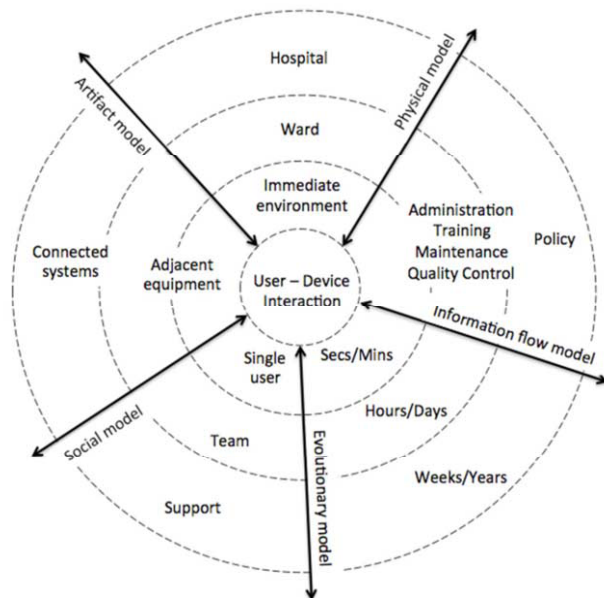 Hospital
Artifact model
Physical model
Ward
Immediate
environment
Administration
Training
Maintenance
Quality Control
Policy
Connected
systems
Adjacent
equipment
User – Device
Interaction
Information flow model
Single
user
Secs/Mins
Hours/Days
Social model
Team
Evolutionary model
Weeks/Years
Support